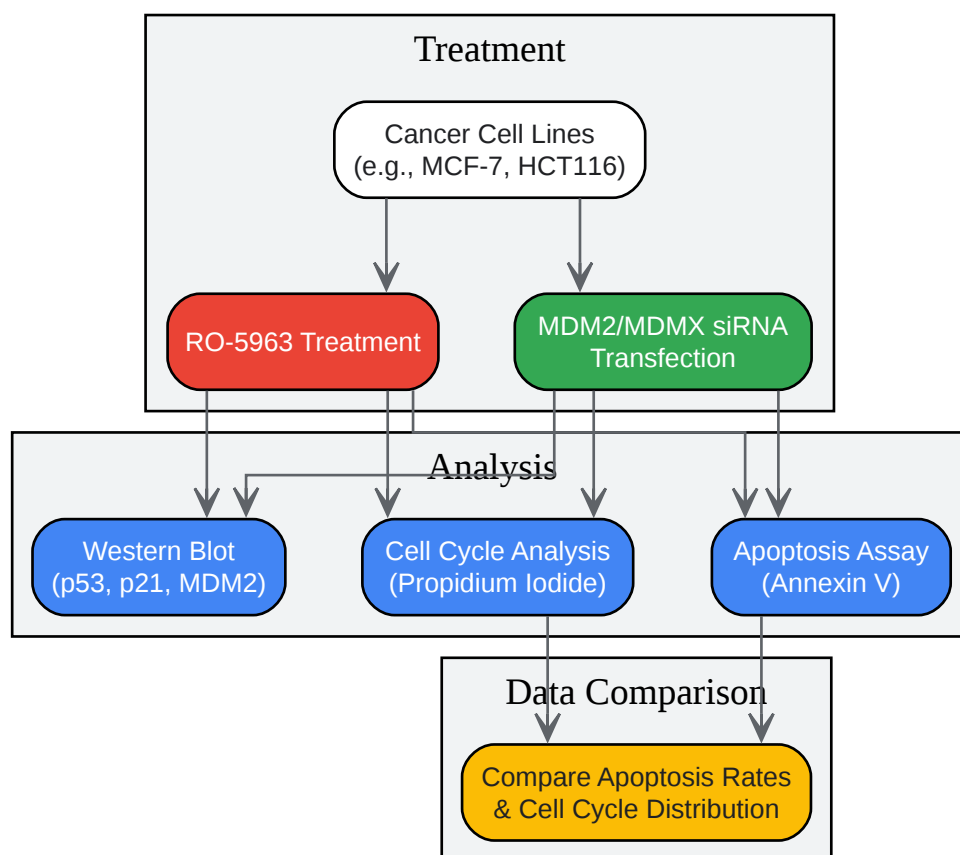 Treatment
Cancer Cell Lines
(e.g., MCF-7, HCT116)
RO-5963 Treatment
MDM2/MDMX siRNA
Transfection
Analysis
Western Blot
(p53, p21, MDM2)
Cell Cycle Analysis
(Propidium Iodide)
Apoptosis Assay
(Annexin V)
Data Comparison
Compare Apoptosis Rates
& Cell Cycle Distribution